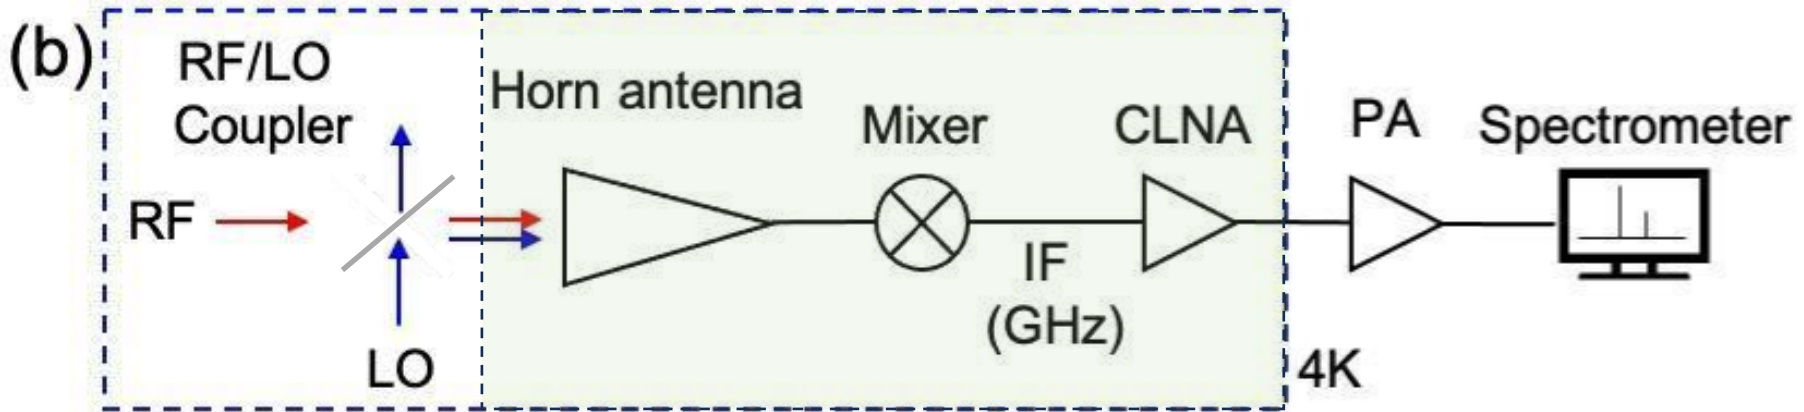 (b)
RF/LO
Coupler
RF
LO
Horn antenna
Mixer
IF
(GHz)
CLNA
4K
PA
Spectrometer